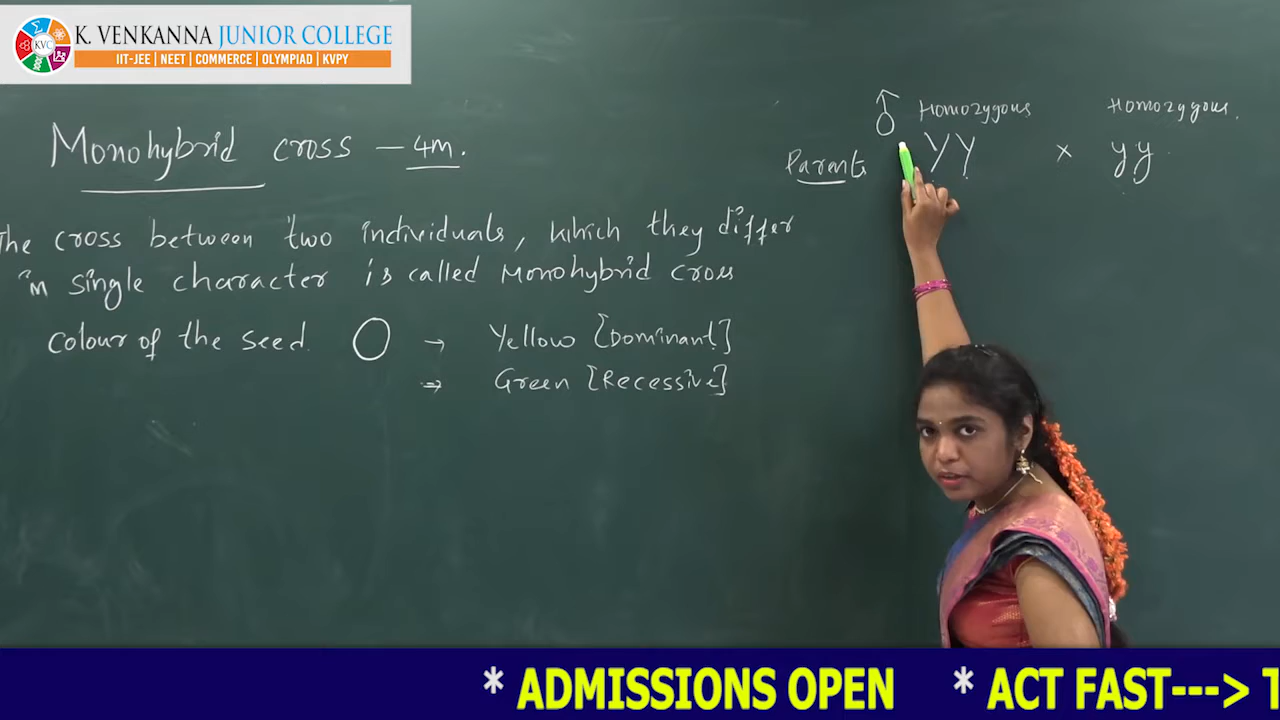 K. VENKANNA JUNIOR COLLEGE
IIT-JEE | NEET | COMMERCE | OLYMPIAD | KVPY
KVC
Monohybrid cross - 4m.
The cross between two individuals, which they differ
in single character is called Monohybrid cross
colour of the seed. O → Yellow [Dominant]
→ Green [Recessive]
♂ Homozygous Homozygous.
Parents YY × yy
* ADMISSIONS OPEN * ACT FAST---> T